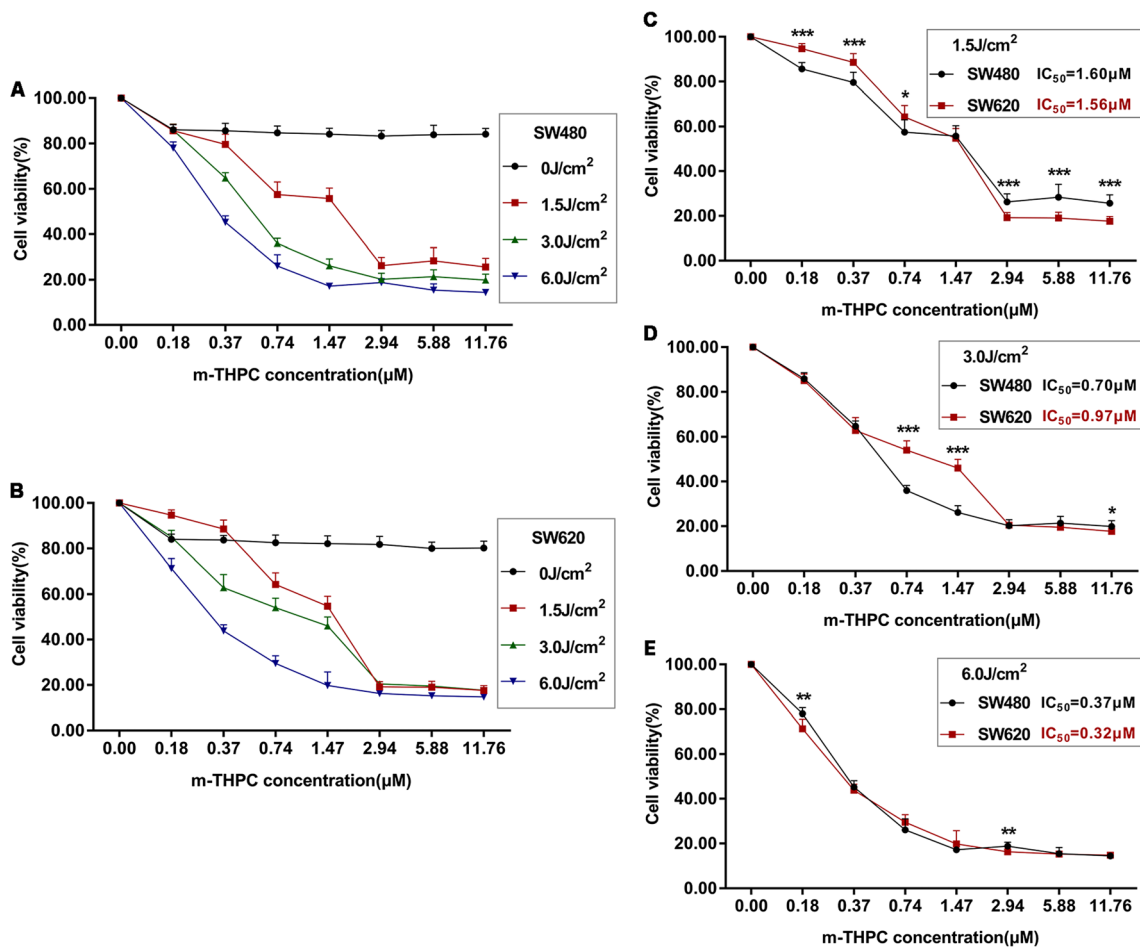 A
100.00
80.00
60.00
40.00
20.00
0.00
Cell viability(%)
0.00 0.18 0.37 0.74 1.47 2.94 5.88 11.76
m-THPC concentration(μM)
SW480
0J/cm²
1.5J/cm²
3.0J/cm²
6.0J/cm²
B
100.00
80.00
60.00
40.00
20.00
0.00
Cell viability(%)
0.00 0.18 0.37 0.74 1.47 2.94 5.88 11.76
m-THPC concentration(μM)
SW620
0J/cm²
1.5J/cm²
3.0J/cm²
6.0J/cm²
C
100.00
80.00
60.00
40.00
20.00
0.00
Cell viability(%)
*** *** * *** *** ***
0.00 0.18 0.37 0.74 1.47 2.94 5.88 11.76
m-THPC concentration(μM)
1.5J/cm²
SW480 IC₅₀=1.60μM
SW620 IC₅₀=1.56μM
D
100.00
80.00
60.00
40.00
20.00
0.00
Cell viability(%)
*** *** *
0.00 0.18 0.37 0.74 1.47 2.94 5.88 11.76
m-THPC concentration(μM)
3.0J/cm²
SW480 IC₅₀=0.70μM
SW620 IC₅₀=0.97μM
E
100.00
80.00
60.00
40.00
20.00
0.00
Cell viability(%)
** **
0.00 0.18 0.37 0.74 1.47 2.94 5.88 11.76
m-THPC concentration(μM)
6.0J/cm²
SW480 IC₅₀=0.37μM
SW620 IC₅₀=0.32μM